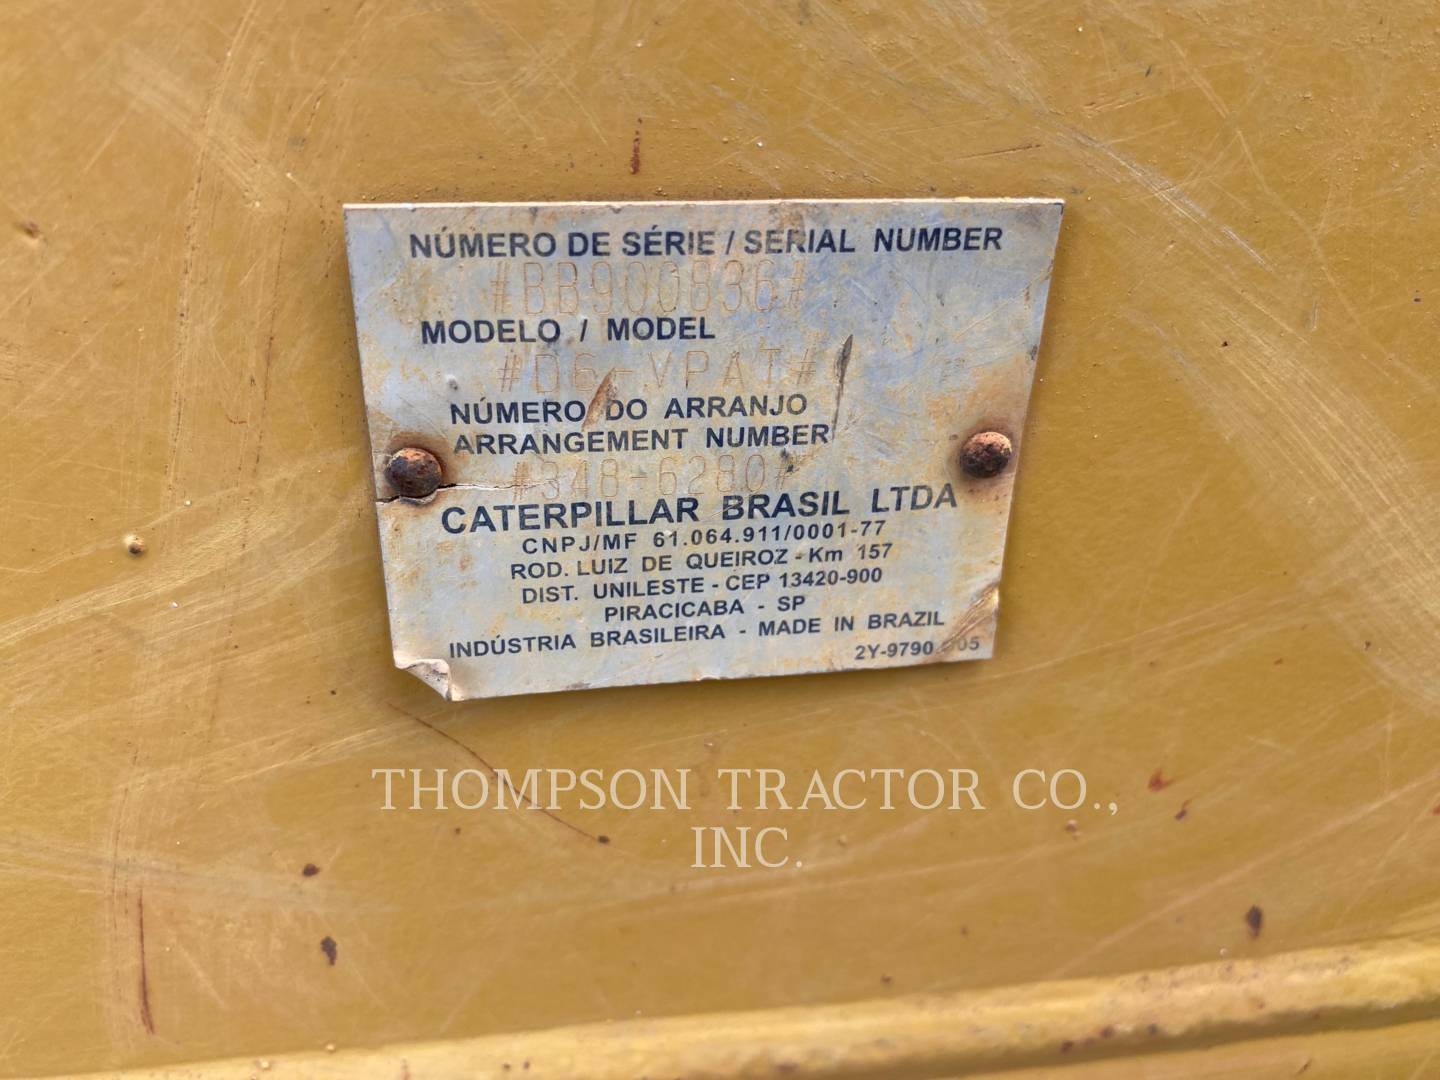 NÚMERO DE SÉRIE / SERIAL NUMBER
#BB900836#
MODELO / MODEL
#D6-VPAT#
NÚMERO DO ARRANJO
ARRANGEMENT NUMBER
#348-6280#
CATERPILLAR BRASIL LTDA
CNPJ/MF 61.064.911/0001-77
ROD. LUIZ DE QUEIROZ - Km 157
DIST. UNILESTE - CEP 13420-900
PIRACICABA - SP
INDÚSTRIA BRASILEIRA - MADE IN BRAZIL
2Y-9790
THOMPSON TRACTOR CO.,
INC.